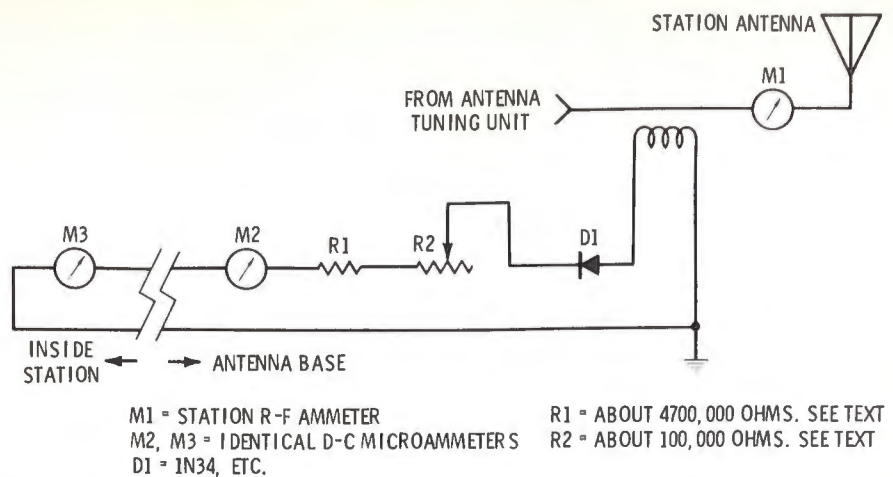 STATION ANTENNA
M1
FROM ANTENNA
TUNING UNIT
M3
M2
R1
R2
D1
INSIDE
STATION
ANTENNA BASE
M1 = STATION R-F AMMETER
M2, M3 = IDENTICAL D-C MICROAMMETERS
D1 = 1N34, ETC.
R1 = ABOUT 4700,000 OHMS. SEE TEXT
R2 = ABOUT 100,000 OHMS. SEE TEXT